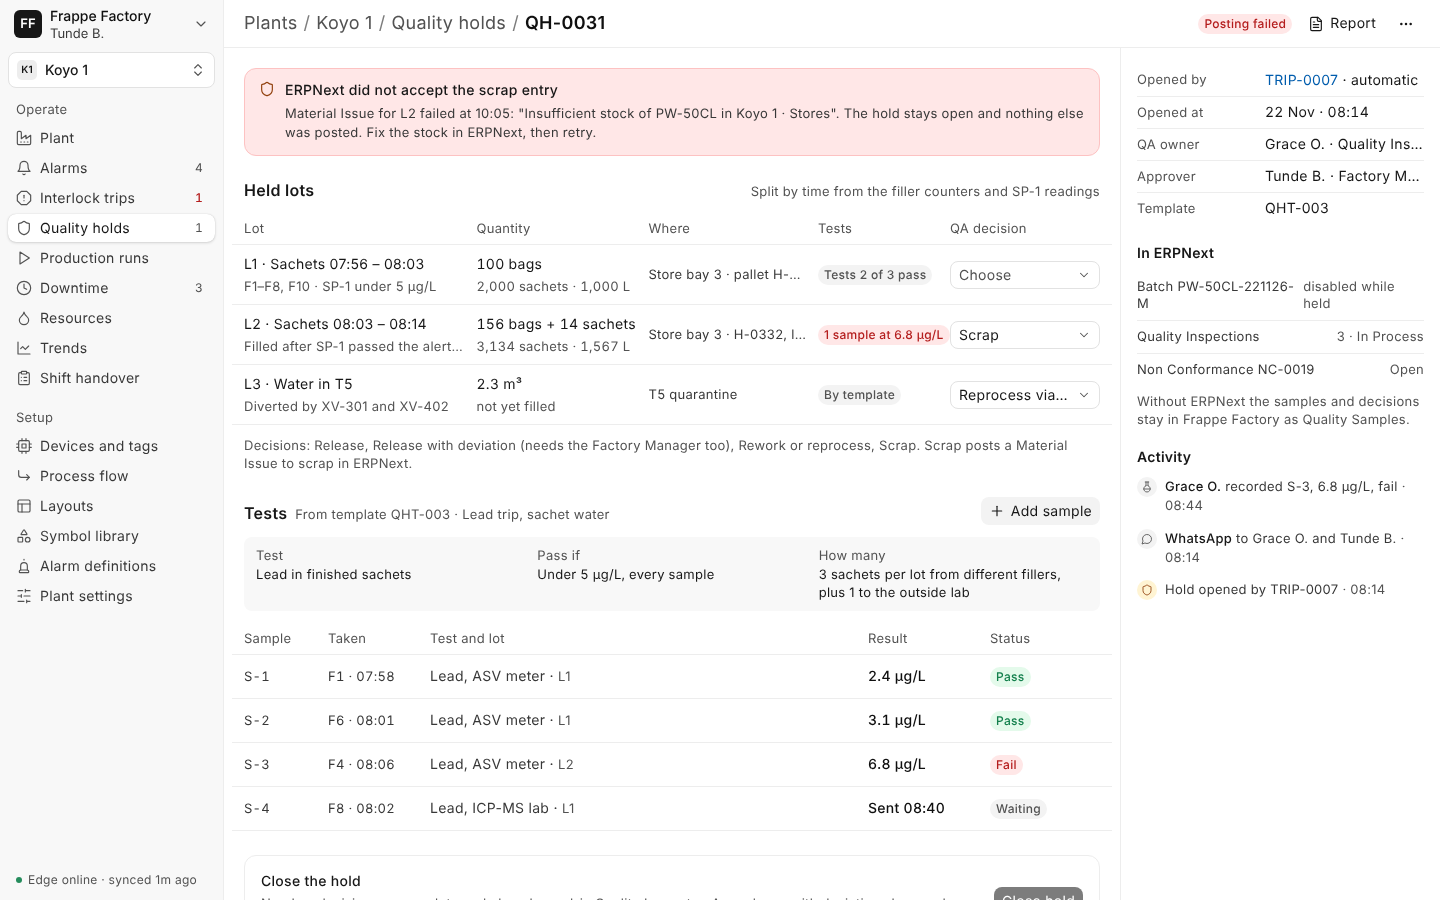 FF
Frappe Factory
Tunde B.
K1
Koyo 1
Operate
Plant
Alarms 4
Interlock trips 1
Quality holds 1
Production runs
Downtime 3
Resources
Trends
Shift handover
Setup
Devices and tags
Process flow
Layouts
Symbol library
Alarm definitions
Plant settings
Edge online · synced 1m ago
Plants / Koyo 1 / Quality holds / QH-0031
Posting failed
Report
ERPNext did not accept the scrap entry
Material Issue for L2 failed at 10:05: "Insufficient stock of PW-50CL in Koyo 1 · Stores". The hold stays open and nothing else
was posted. Fix the stock in ERPNext, then retry.
Held lots
Split by time from the filler counters and SP-1 readings
Lot Quantity Where Tests QA decision
L1 · Sachets 07:56 – 08:03
F1–F8, F10 · SP-1 under 5 µg/L
100 bags
2,000 sachets · 1,000 L
Store bay 3 · pallet H-...
Tests 2 of 3 pass
Choose
L2 · Sachets 08:03 – 08:14
Filled after SP-1 passed the alert...
156 bags + 14 sachets
3,134 sachets · 1,567 L
Store bay 3 · H-0332, l...
1 sample at 6.8 µg/L
Scrap
L3 · Water in T5
Diverted by XV-301 and XV-402
2.3 m³
not yet filled
T5 quarantine
By template
Reprocess via...
Decisions: Release, Release with deviation (needs the Factory Manager too), Rework or reprocess, Scrap. Scrap posts a Material
Issue to scrap in ERPNext.
Tests From template QHT-003 · Lead trip, sachet water
Add sample
Test
Lead in finished sachets
Pass if
Under 5 µg/L, every sample
How many
3 sachets per lot from different fillers,
plus 1 to the outside lab
Sample Taken Test and lot Result Status
S-1 F1 · 07:58 Lead, ASV meter · L1 2.4 µg/L Pass
S-2 F6 · 08:01 Lead, ASV meter · L1 3.1 µg/L Pass
S-3 F4 · 08:06 Lead, ASV meter · L2 6.8 µg/L Fail
S-4 F8 · 08:02 Lead, ICP-MS lab · L1 Sent 08:40 Waiting
Close the hold
Opened by TRIP-0007 · automatic
Opened at 22 Nov · 08:14
QA owner Grace O. · Quality Ins...
Approver Tunde B. · Factory M...
Template QHT-003
In ERPNext
Batch PW-50CL-221126-
M
disabled while
held
Quality Inspections 3 · In Process
Non Conformance NC-0019 Open
Without ERPNext the samples and decisions
stay in Frappe Factory as Quality Samples.
Activity
Grace O. recorded S-3, 6.8 µg/L, fail ·
08:44
WhatsApp to Grace O. and Tunde B. ·
08:14
Hold opened by TRIP-0007 · 08:14